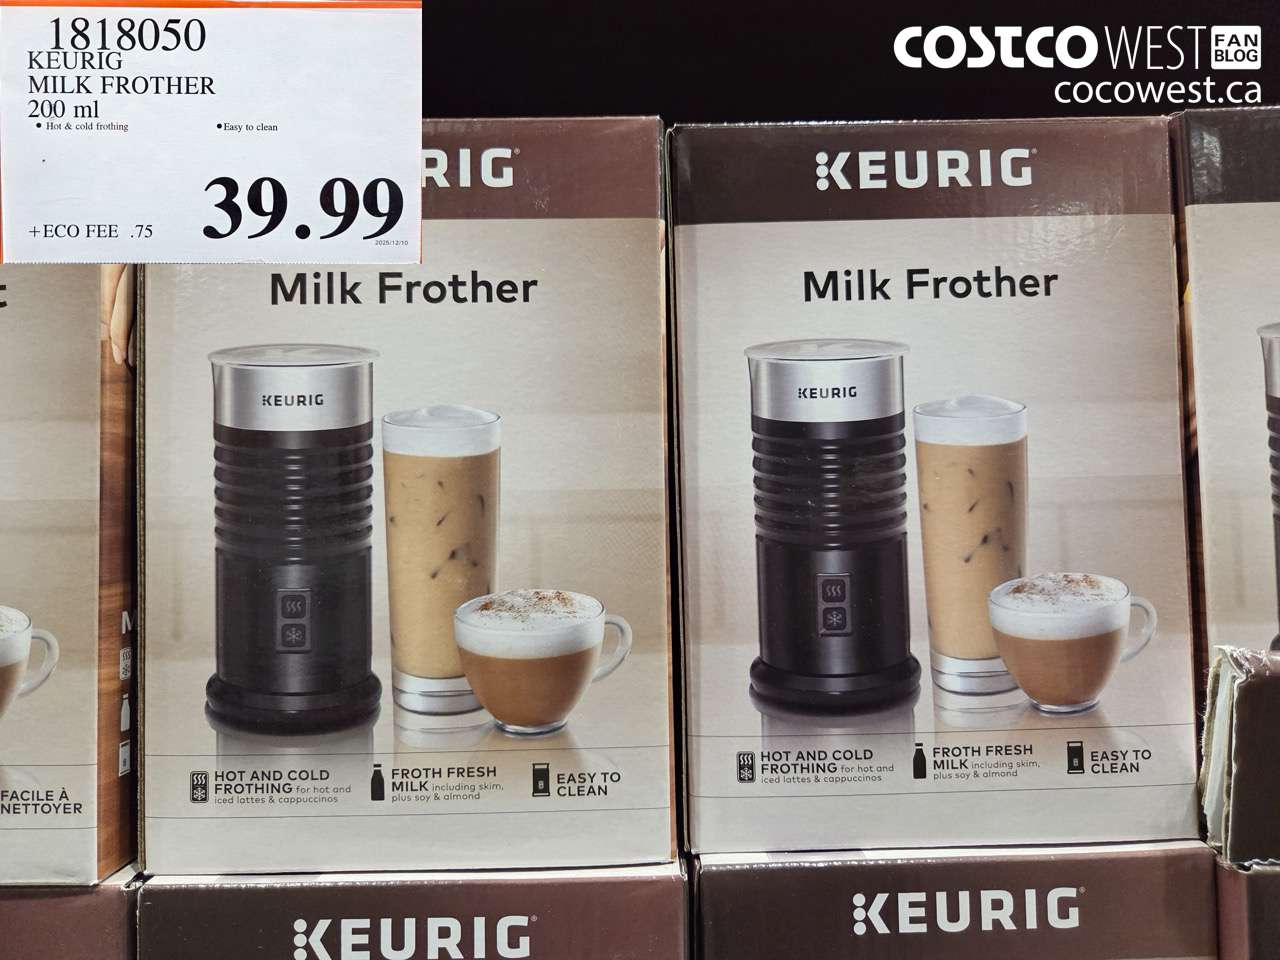 1818050
KEURIG
MILK FROTHER
200 ml
• Hot & cold frothing
• Easy to clean
+ECO FEE .75
39.99
2025/12/10
COSTCO WEST FAN BLOG
cocowest.ca
RIG
Milk Frother
KEURIG
HOT AND COLD
FROTHING for hot and
iced lattes & cappuccinos
FROTH FRESH
MILK including skim,
plus soy & almond
EASY TO
CLEAN
KEURIG
Milk Frother
KEURIG
HOT AND COLD
FROTHING for hot and
iced lattes & cappuccinos
FROTH FRESH
MILK including skim,
plus soy & almond
EASY TO
CLEAN
FACILE À
NETTOYER
KEURIG
KEURIG